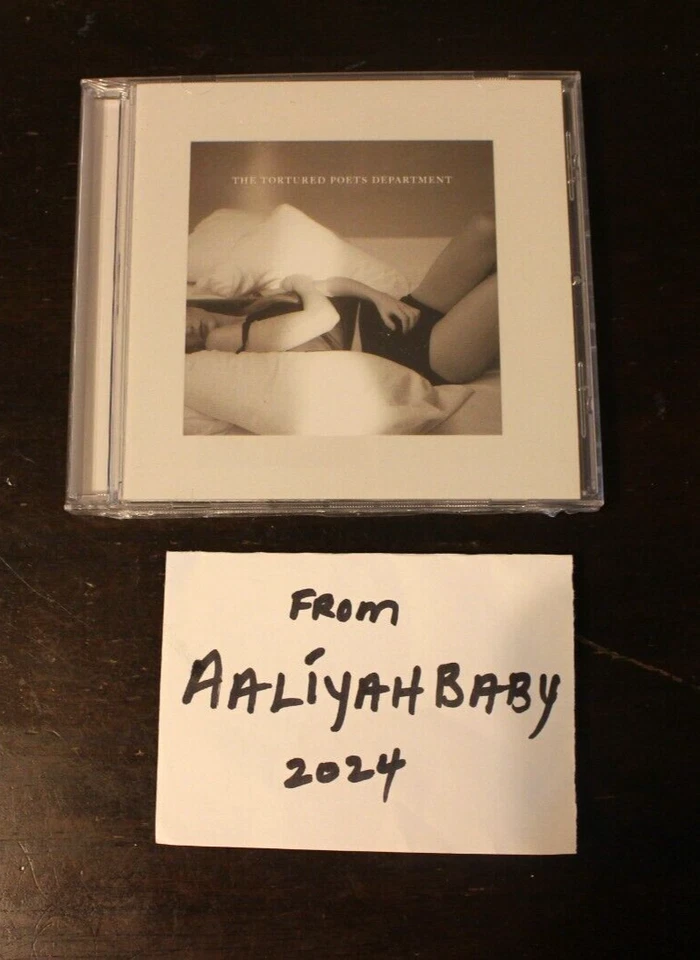 THE TORTURED POETS DEPARTMENT
FROM
AALIYAHBABY
2024